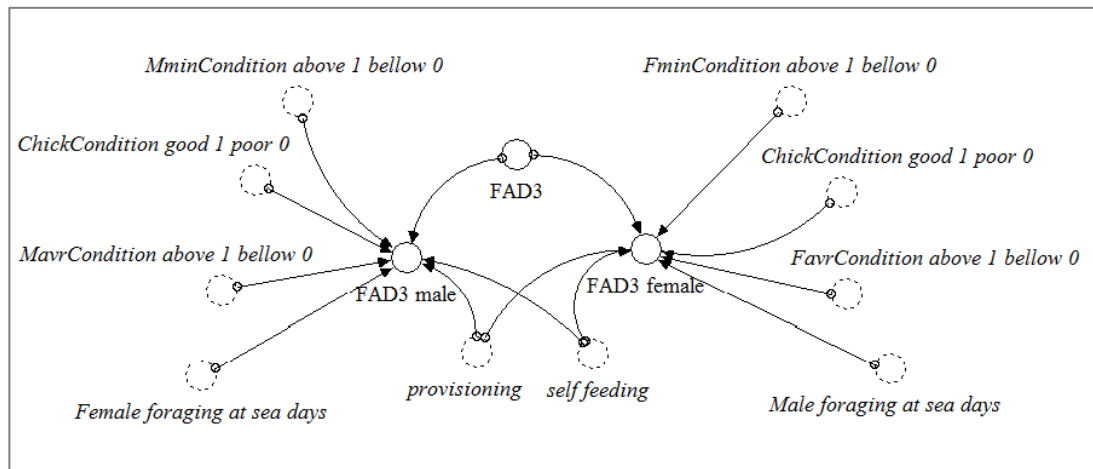 MminCondition above 1 bellow 0
FminCondition above 1 bellow 0
ChickCondition good 1 poor 0
ChickCondition good 1 poor 0
FAD3
MavrCondition above 1 bellow 0
FavrCondition above 1 bellow 0
FAD3 male
FAD3 female
provisioning
self feeding
Female foraging at sea days
Male foraging at sea days